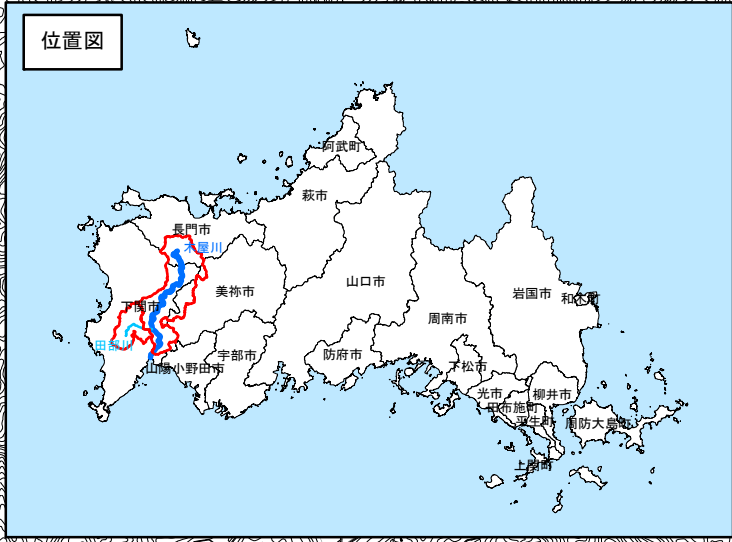 位置図
阿武町
萩市
長門市
木屋川
美祢市
山口市
岩国市
和木町
下関市
周南市
田部川
宇部市
防府市
山陽小野田市
下松市
光市
柳井市
田布施町
平生町
周防大島町
上関町